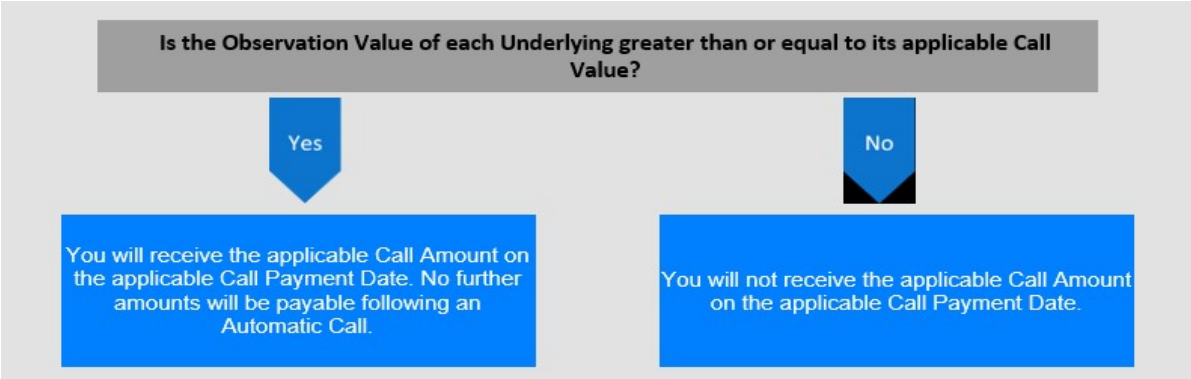 Is the Observation Value of each Underlying greater than or equal to its applicable Call
Value?
Yes
No
You will receive the applicable Call Amount on
the applicable Call Payment Date. No further
amounts will be payable following an
Automatic Call.
You will not receive the applicable Call Amount
on the applicable Call Payment Date.